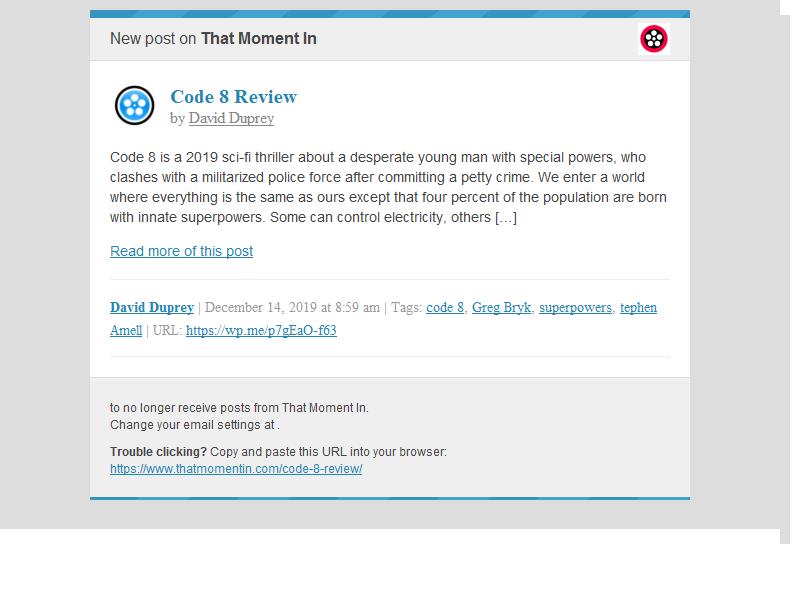 New post on That Moment In
Code 8 Review
by David Duprey
Code 8 is a 2019 sci-fi thriller about a desperate young man with special powers, who
clashes with a militarized police force after committing a petty crime. We enter a world
where everything is the same as ours except that four percent of the population are born
with innate superpowers. Some can control electricity, others […]
Read more of this post
David Duprey | December 14, 2019 at 8:59 am | Tags: code 8, Greg Bryk, superpowers, tephen
Amell | URL: https://wp.me/p7gEaO-f63
to no longer receive posts from That Moment In.
Change your email settings at .
Trouble clicking? Copy and paste this URL into your browser:
https://www.thatmomentin.com/code-8-review/